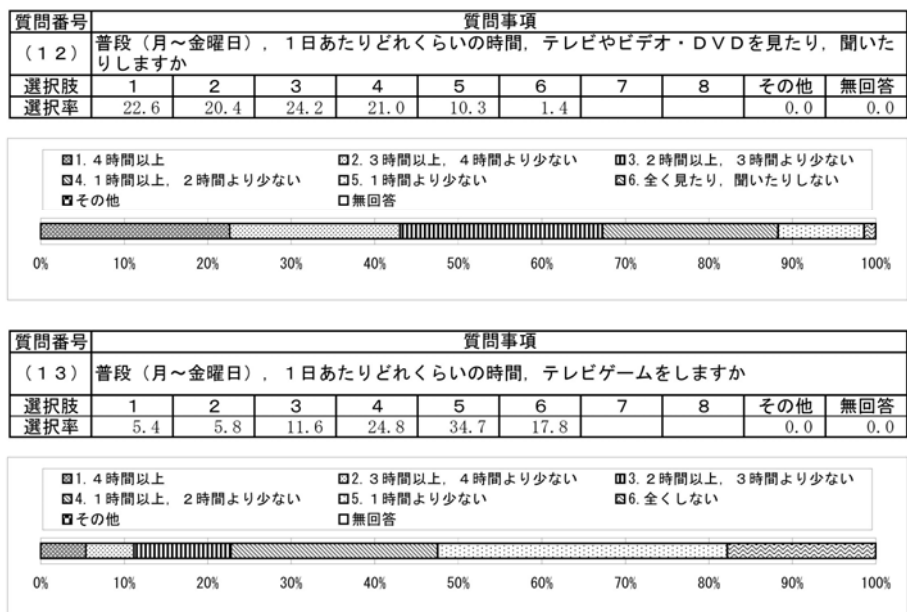 質問番号 質問事項
(12) 普段(月~金曜日),1日あたりどれくらいの時間,テレビやビデオ・DVDを見たり,聞いた
りしますか
選択肢 1 2 3 4 5 6 7 8 その他 無回答
選択率 22.6 20.4 24.2 21.0 10.3 1.4 0.0 0.0
1.4時間以上 2.3時間以上,4時間より少ない 3.2時間以上,3時間より少ない
4.1時間以上,2時間より少ない 5.1時間より少ない 6.全く見たり,聞いたりしない
その他 無回答
0% 10% 20% 30% 40% 50% 60% 70% 80% 90% 100%
質問番号 質問事項
(13) 普段(月~金曜日),1日あたりどれくらいの時間,テレビゲームをしますか
選択肢 1 2 3 4 5 6 7 8 その他 無回答
選択率 5.4 5.8 11.6 24.8 34.7 17.8 0.0 0.0
1.4時間以上 2.3時間以上,4時間より少ない 3.2時間以上,3時間より少ない
4.1時間以上,2時間より少ない 5.1時間より少ない 6.全くしない
その他 無回答
0% 10% 20% 30% 40% 50% 60% 70% 80% 90% 100%